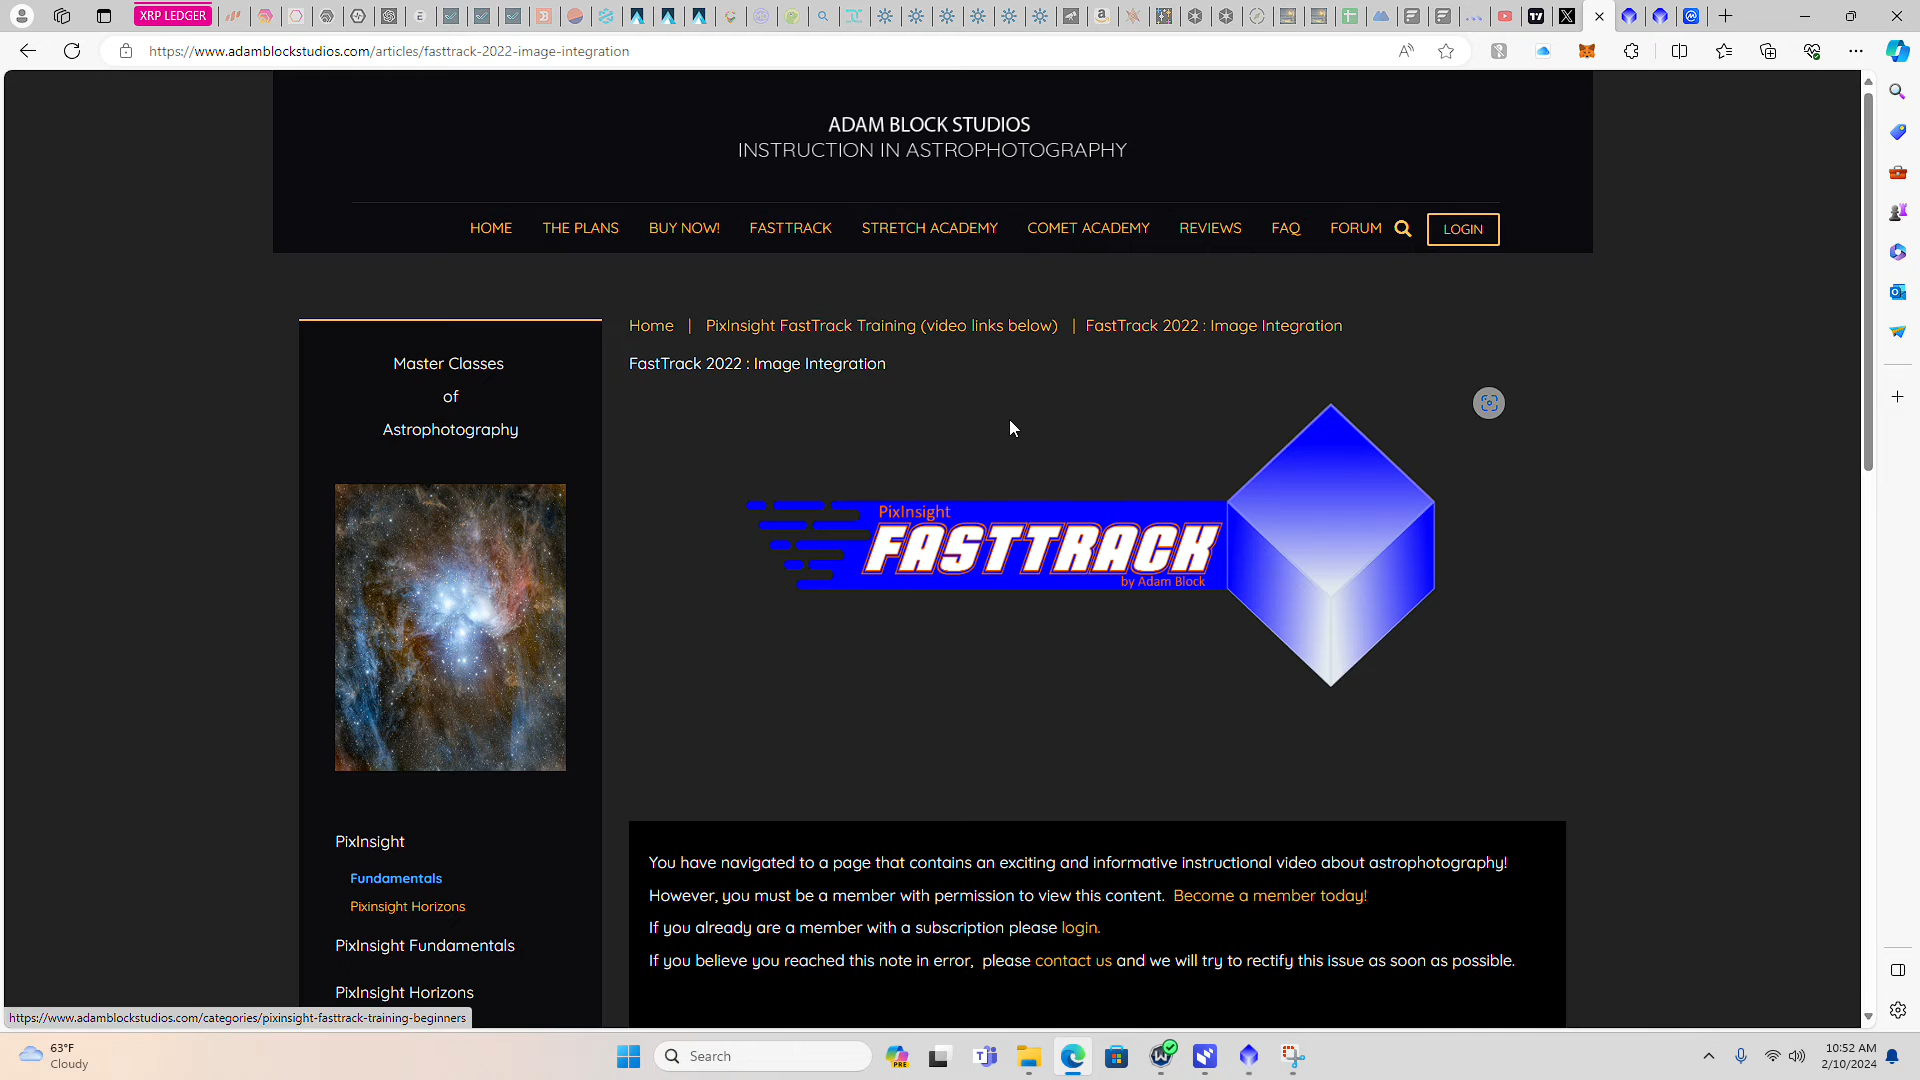 XRP LEDGER
https://www.adamblockstudios.com/articles/fasttrack-2022-image-integration
ADAM BLOCK STUDIOS
INSTRUCTION IN ASTROPHOTOGRAPHY
HOME THE PLANS BUY NOW! FASTTRACK STRETCH ACADEMY COMET ACADEMY REVIEWS FAQ FORUM LOGIN
Home | PixInsight FastTrack Training (video links below) | FastTrack 2022 : Image Integration
FastTrack 2022 : Image Integration
Master Classes
of
Astrophotography
PixInsight
FASTTRACK
by Adam Block
PixInsight
Fundamentals
Pixinsight Horizons
PixInsight Fundamentals
PixInsight Horizons
You have navigated to a page that contains an exciting and informative instructional video about astrophotography!
However, you must be a member with permission to view this content. Become a member today!
If you already are a member with a subscription please login.
If you believe you reached this note in error, please contact us and we will try to rectify this issue as soon as possible.
https://www.adamblockstudios.com/categories/pixinsight-fasttrack-training-beginners
63°F
Cloudy
Search
PRE
10:52 AM
2/10/2024